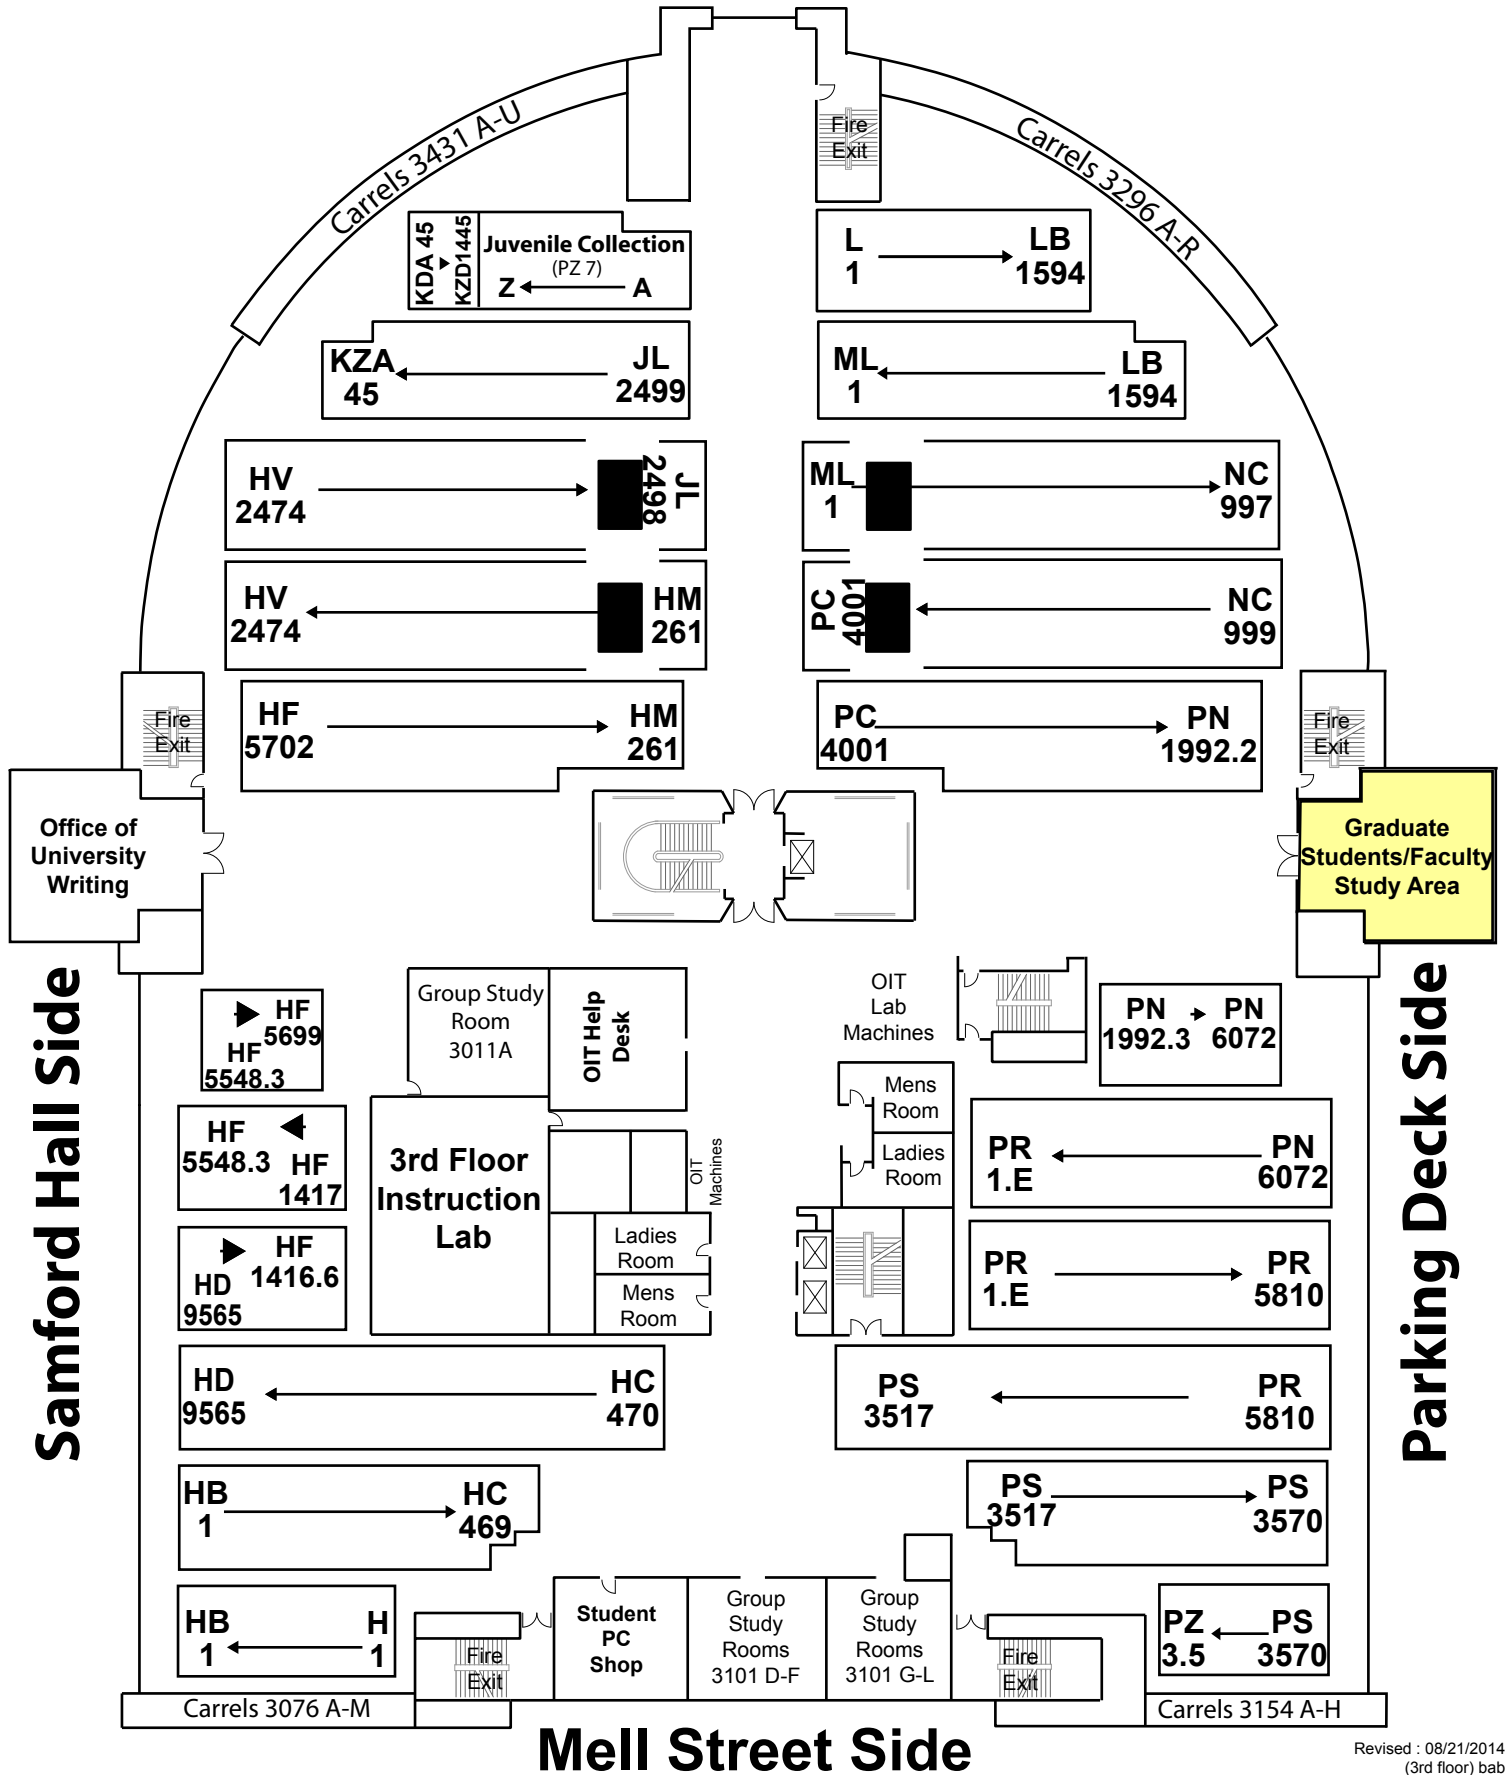 Carrels 3431 A-U
Fire
Exit
Carrels 3296 A-R
KDA 45
KZD1445
Juvenile Collection
(PZ 7)
Z A
L
1
LB
1594
KZA
45
JL
2499
ML
1
LB
1594
HV
2474
JL
2498
ML
1
NC
997
HV
2474
HM
261
PC
4001
NC
999
HF
5702
HM
261
PC
4001
PN
1992.2
Fire
Exit
Fire
Exit
Office of
University
Writing
Graduate
Students/Faculty
Study Area
Samford Hall Side
Parking Deck Side
HF
5699
HF
5548.3
Group Study
Room
3011A
OIT Help
Desk
OIT
Lab
Machines
PN
1992.3
PN
6072
HF
5548.3
HF
1417
3rd Floor
Instruction
Lab
OIT
Machines
Mens
Room
Ladies
Room
PR
1.E
PN
6072
HF
1416.6
HD
9565
Ladies
Room
Mens
Room
PR
1.E
PR
5810
HD
9565
HC
470
PS
3517
PR
5810
HB
1
HC
469
PS
3517
PS
3570
HB
1
H
1
Fire
Exit
Student
PC
Shop
Group
Study
Rooms
3101 D-F
Group
Study
Rooms
3101 G-L
Fire
Exit
PZ
3.5
PS
3570
Carrels 3076 A-M
Carrels 3154 A-H
Mell Street Side
Revised : 08/21/2014
(3rd floor) bab